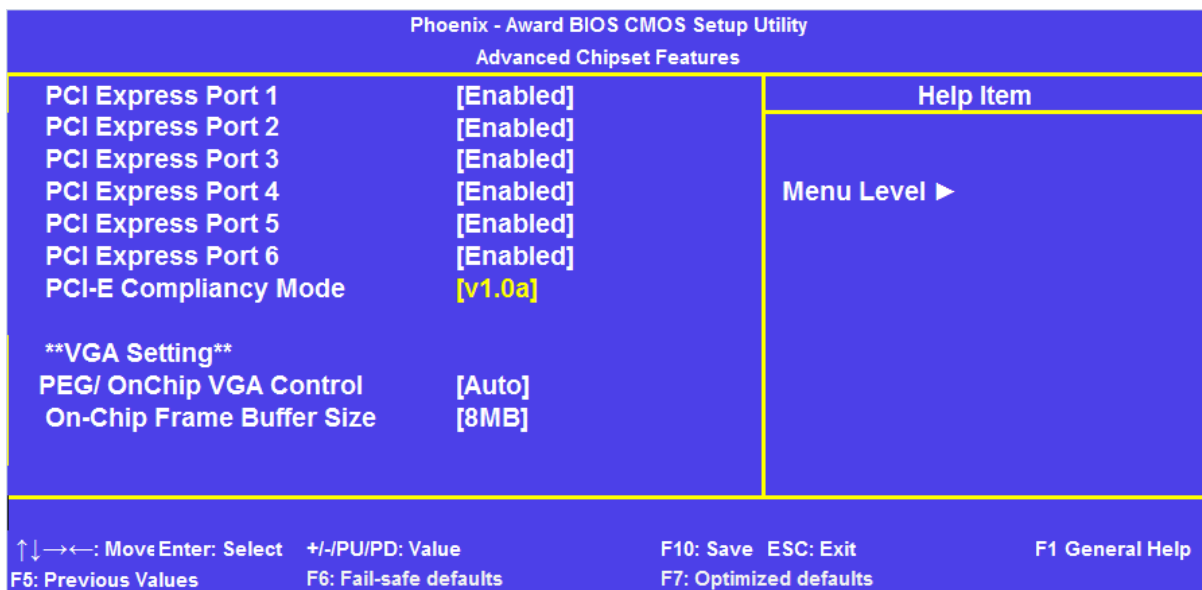 Phoenix - Award BIOS CMOS Setup Utility
Advanced Chipset Features
PCI Express Port 1 [Enabled]
PCI Express Port 2 [Enabled]
PCI Express Port 3 [Enabled]
PCI Express Port 4 [Enabled]
PCI Express Port 5 [Enabled]
PCI Express Port 6 [Enabled]
PCI-E Compliancy Mode [v1.0a]
**VGA Setting**
PEG/ OnChip VGA Control [Auto]
On-Chip Frame Buffer Size [8MB]
Help Item
Menu Level ►
↑↓→←: Move Enter: Select +/-/PU/PD: Value F10: Save ESC: Exit F1 General Help
F5: Previous Values F6: Fail-safe defaults F7: Optimized defaults